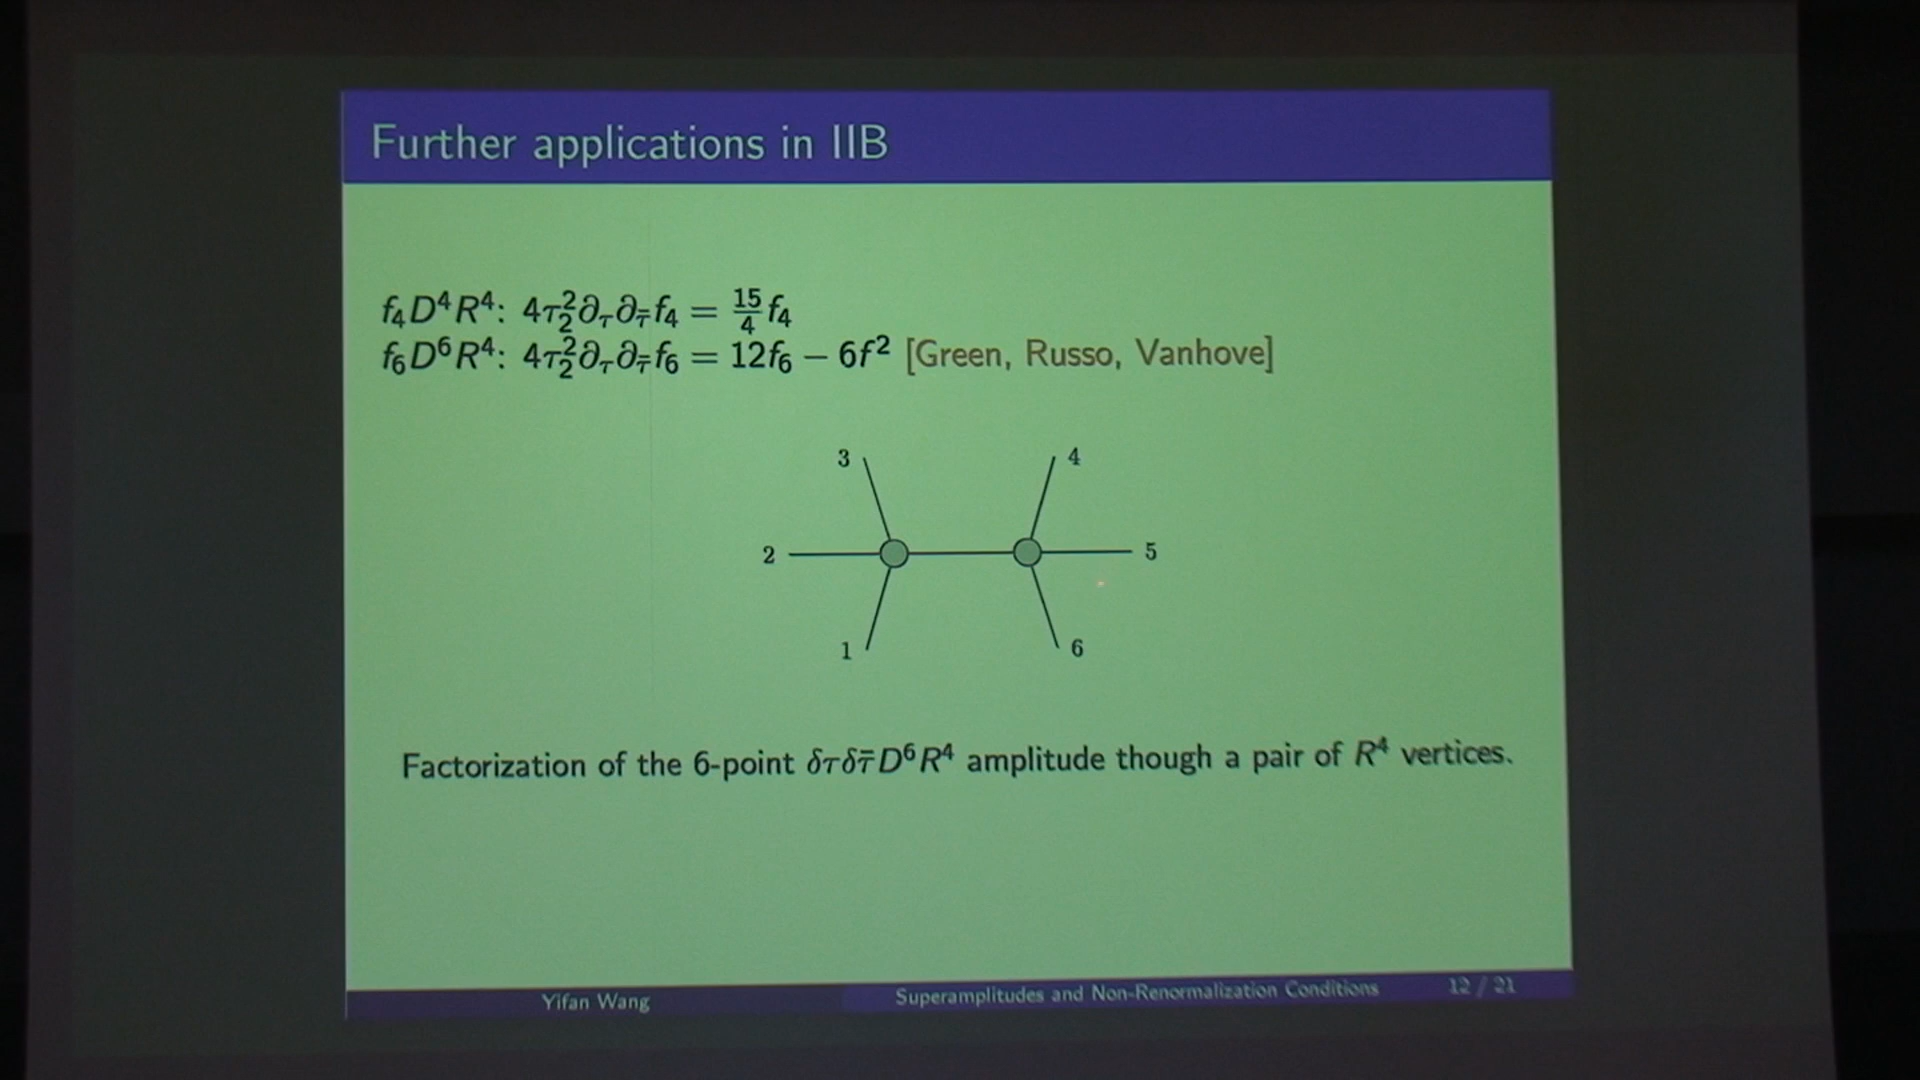 Further applications in IIB
f₄D⁴R⁴: 4τ₂²∂_τ∂_τ̄f₄ = 15/4 f₄
f₆D⁶R⁴: 4τ₂²∂_τ∂_τ̄f₆ = 12f₆ − 6f² [Green, Russo, Vanhove]
3 4
2 5
1 6
Factorization of the 6-point δτδτ̄D⁶R⁴ amplitude though a pair of R⁴ vertices.
Yifan Wang Superamplitudes and Non-Renormalization Conditions 12 / 21